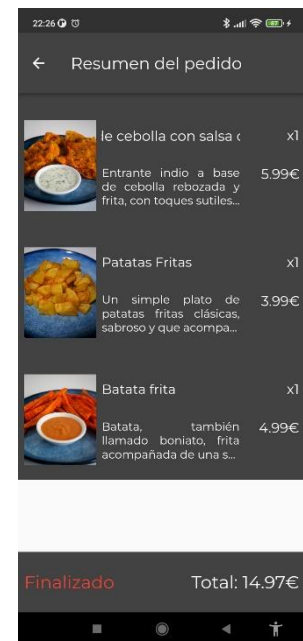 22:26
87
Resumen del pedido
le cebolla con salsa
x1
Entrante indio a base
de cebolla rebozada y
frita, con toques sutiles...
5.99€
Patatas Fritas
x1
Un simple plato de
patatas fritas clásicas,
sabroso y que acompa...
3.99€
Batata frita
x1
Batata, también
llamado boniato, frita
acompañada de una s...
4.99€
Finalizado
Total: 14.97€